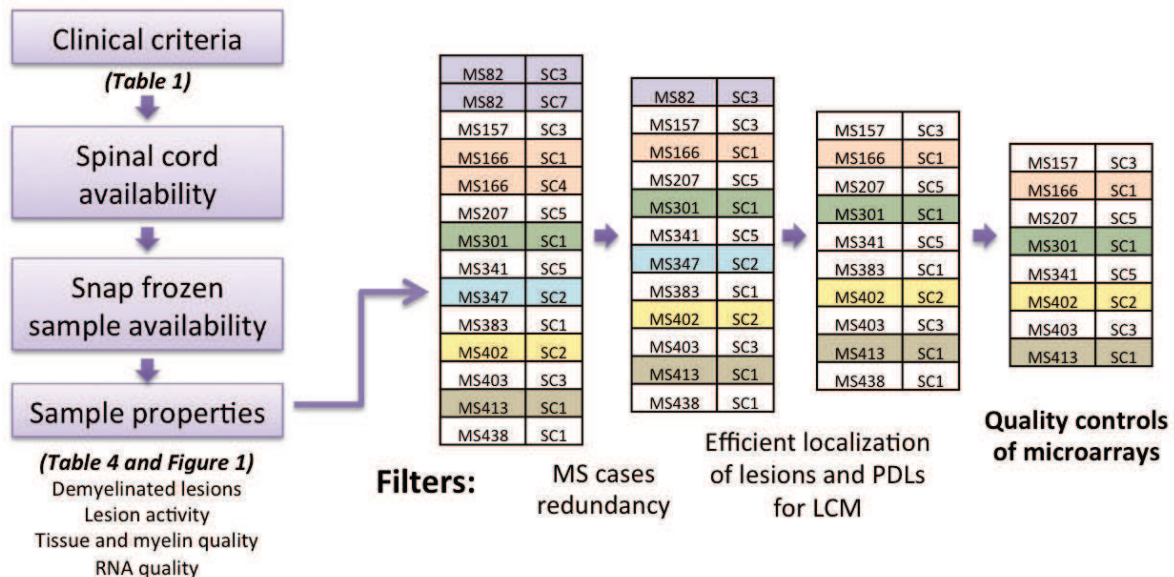 Clinical criteria
(Table 1)
Spinal cord
availability
Snap frozen
sample availability
Sample properties
(Table 4 and Figure 1)
Demyelinated lesions
Lesion activity
Tissue and myelin quality
RNA quality
MS82 SC3
MS82 SC7
MS157 SC3
MS166 SC1
MS166 SC4
MS207 SC5
MS301 SC1
MS341 SC5
MS347 SC2
MS383 SC1
MS402 SC2
MS403 SC3
MS413 SC1
MS438 SC1
MS82 SC3
MS157 SC3
MS166 SC1
MS207 SC5
MS301 SC1
MS341 SC5
MS347 SC2
MS383 SC1
MS402 SC2
MS403 SC3
MS413 SC1
MS438 SC1
MS157 SC3
MS166 SC1
MS207 SC5
MS301 SC1
MS341 SC5
MS383 SC1
MS402 SC2
MS403 SC3
MS413 SC1
MS438 SC1
MS157 SC3
MS166 SC1
MS207 SC5
MS301 SC1
MS341 SC5
MS402 SC2
MS403 SC3
MS413 SC1
Filters:
MS cases
redundancy
Efficient localization
of lesions and PDLs
for LCM
Quality controls
of microarrays